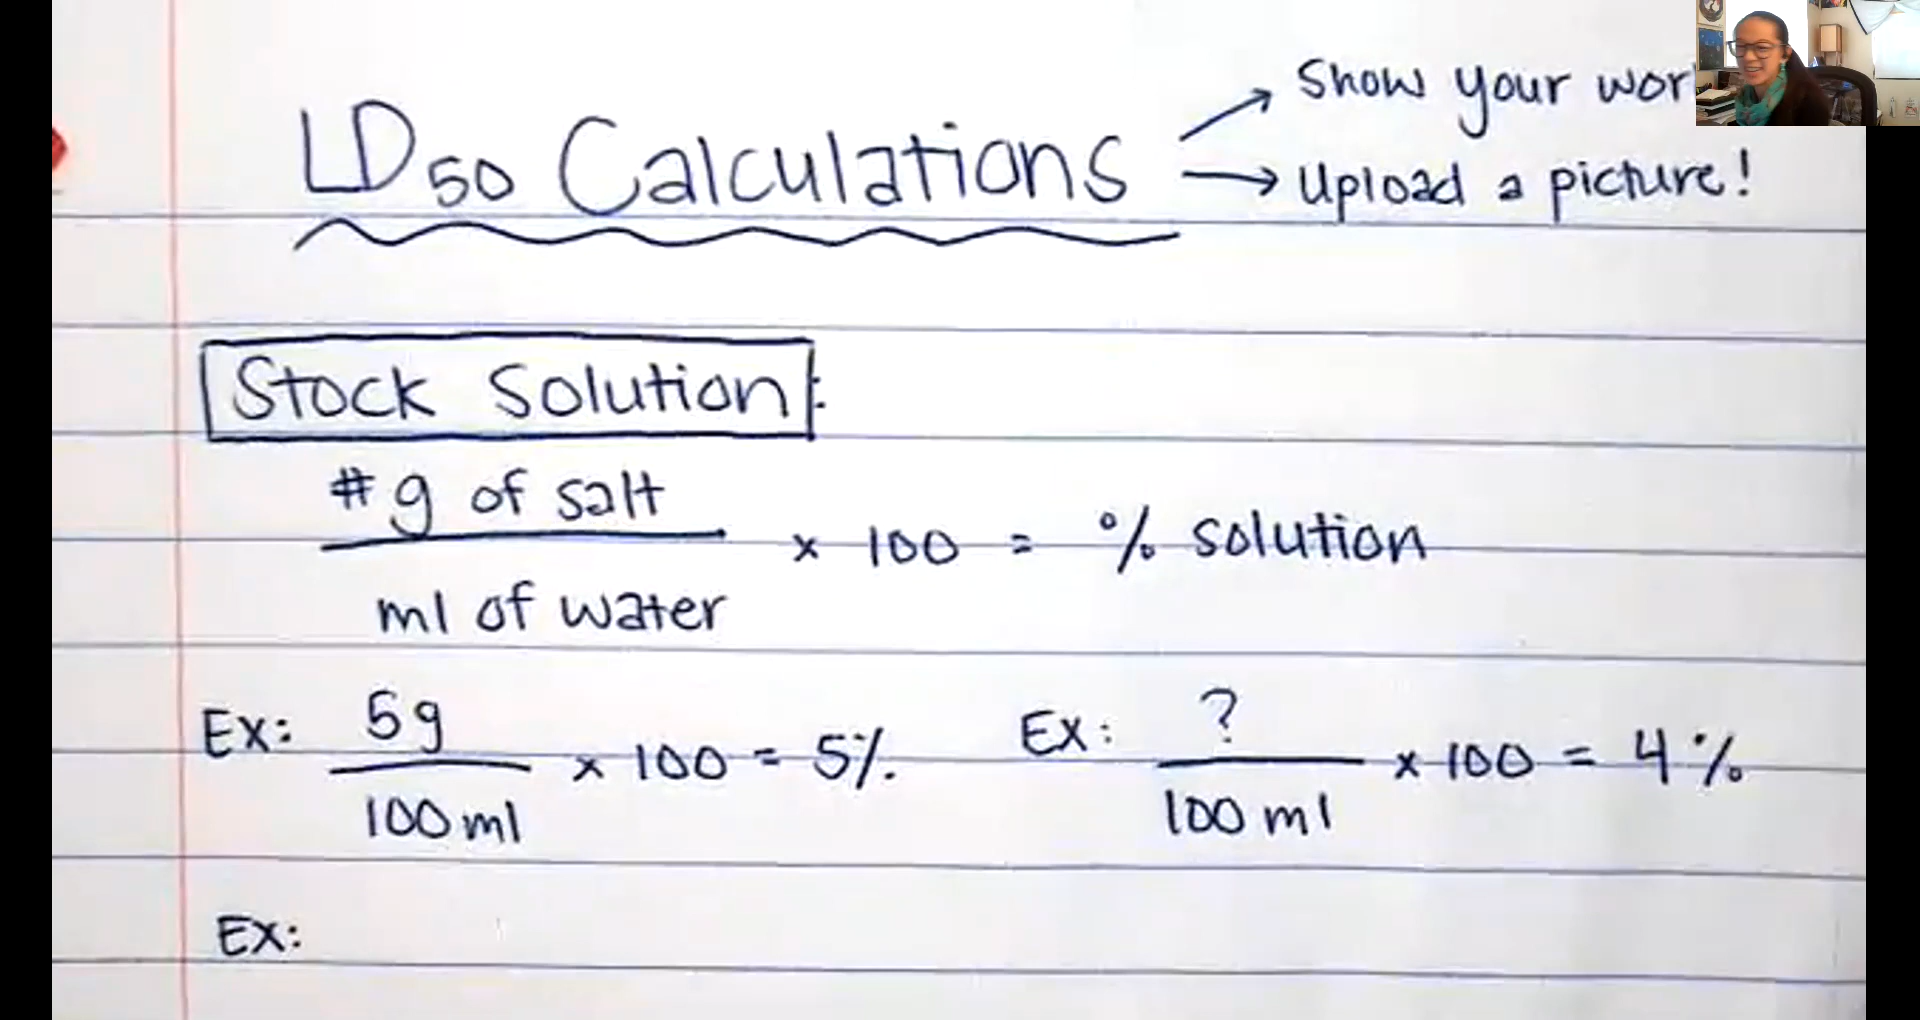 LD50 Calculations
→ Show your wor
→ Upload a picture!
Stock Solution:
# g of salt
ml of water
x 100 = % solution
Ex: 5g
100 ml
x 100 = 5%.
Ex: ?
100 ml
x 100 = 4%
Ex: